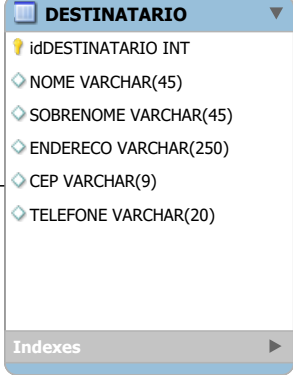 DESTINATARIO
idDESTINATARIO INT
NOME VARCHAR(45)
SOBRENOME VARCHAR(45)
ENDERECO VARCHAR(250)
CEP VARCHAR(9)
TELEFONE VARCHAR(20)
Indexes